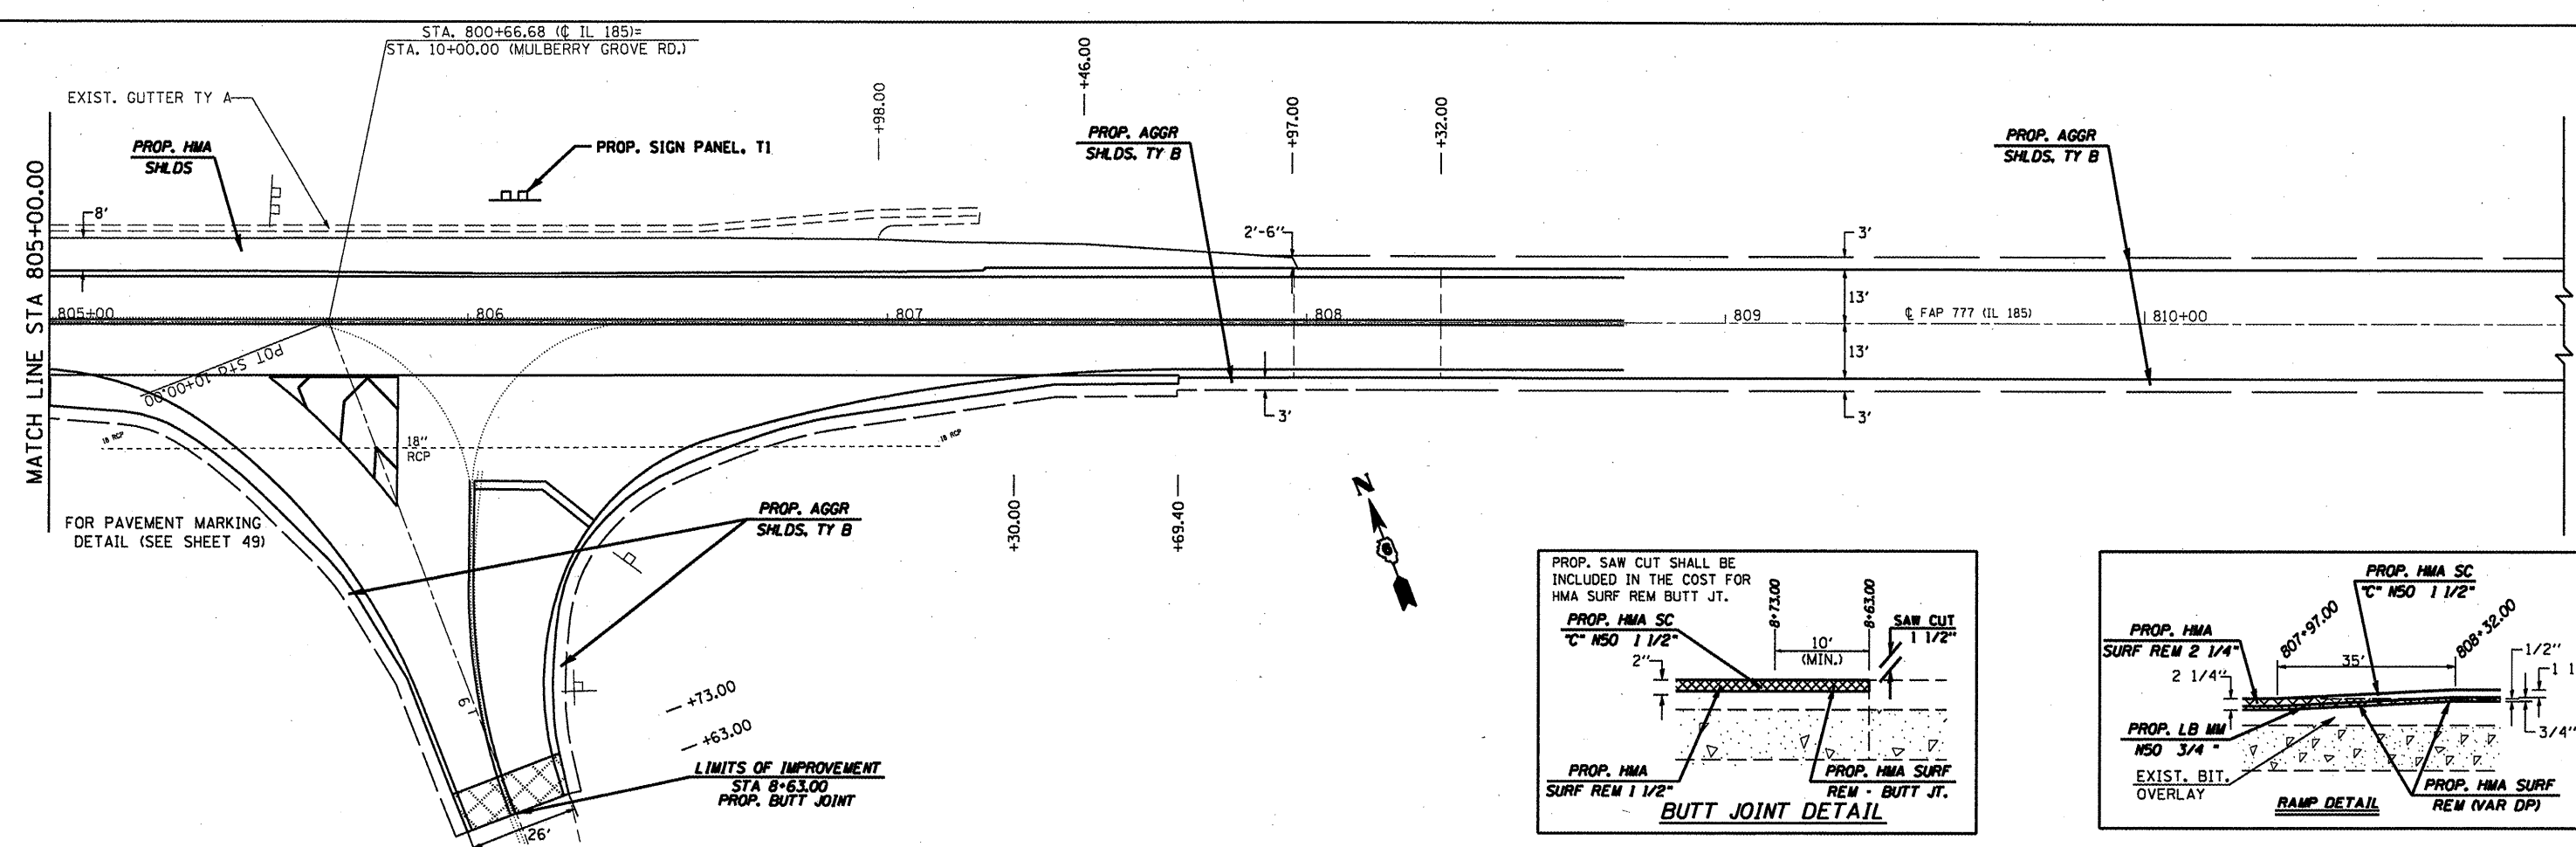 STA. 800+66.68 (℄ IL 185)=
STA. 10+00.00 (MULBERRY GROVE RD.)
EXIST. GUTTER TY A
PROP. HMA
SHLDS
PROP. SIGN PANEL, T1
+98.00
+46.00
PROP. AGGR
SHLDS, TY B
+97.00
+32.00
PROP. AGGR
SHLDS, TY B
MATCH LINE STA 805+00.00
8'
2'-6"
3'
805+00
806
807
808
809
℄ FAP 777 (IL 185)
810+00
13'
13'
3'
3'
POT Sta 10+00.00
18 RCP
18"
RCP
18 RCP
+30.00
+69.40
N
FOR PAVEMENT MARKING
DETAIL (SEE SHEET 49)
PROP. AGGR
SHLDS, TY B
6
+73.00
+63.00
LIMITS OF IMPROVEMENT
STA 8+63.00
PROP. BUTT JOINT
26'
PROP. SAW CUT SHALL BE
INCLUDED IN THE COST FOR
HMA SURF REM BUTT JT.
8+73.00
8+63.00
PROP. HMA SC
"C" N50 1 1/2"
SAW CUT
1 1/2"
10'
(MIN.)
2"
PROP. HMA
SURF REM 1 1/2"
PROP. HMA SURF
REM - BUTT JT.
BUTT JOINT DETAIL
PROP. HMA SC
"C" N50 1 1/2"
807+97.00
808+32.00
PROP. HMA
SURF REM 2 1/4"
35'
1/2"
2 1/4"
1 1
3/4"
PROP. LB MM
N50 3/4 "
EXIST. BIT.
OVERLAY
PROP. HMA SURF
REM (VAR DP)
RAMP DETAIL